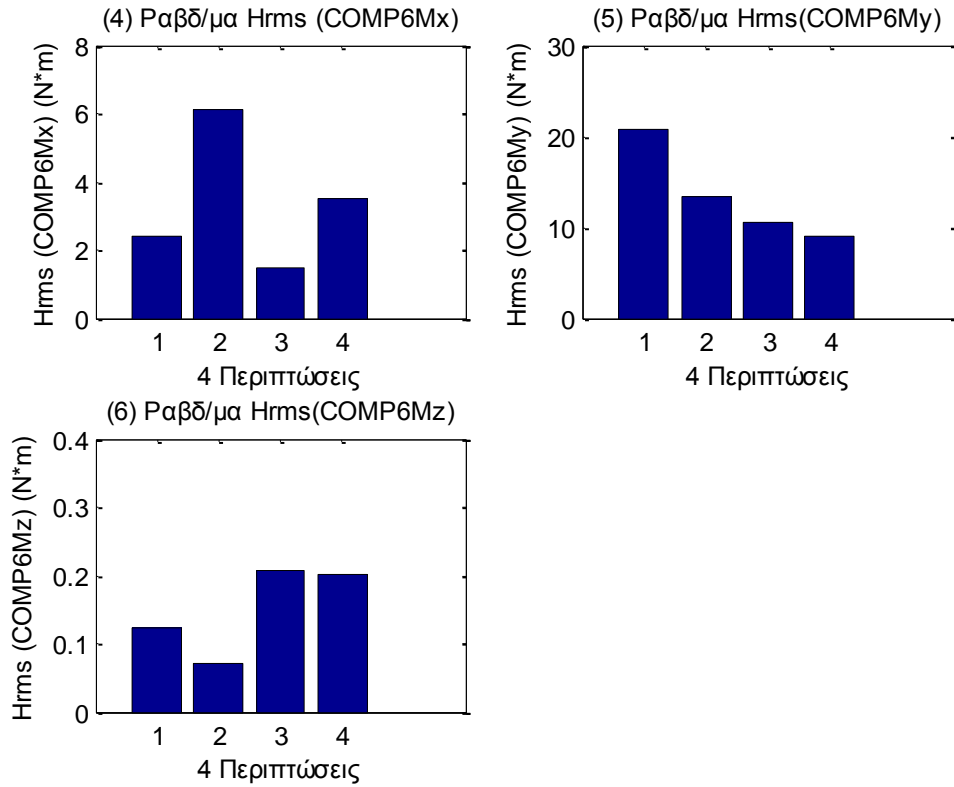 (4) Ραβδ/μα Hrms (COMP6Mx)
Hrms (COMP6Mx) (N*m)
8
6
4
2
0
1 2 3 4
4 Περιπτώσεις
(5) Ραβδ/μα Hrms(COMP6My)
Hrms (COMP6My) (N*m)
30
20
10
0
1 2 3 4
4 Περιπτώσεις
(6) Ραβδ/μα Hrms(COMP6Mz)
Hrms (COMP6Mz) (N*m)
0.4
0.3
0.2
0.1
0
1 2 3 4
4 Περιπτώσεις